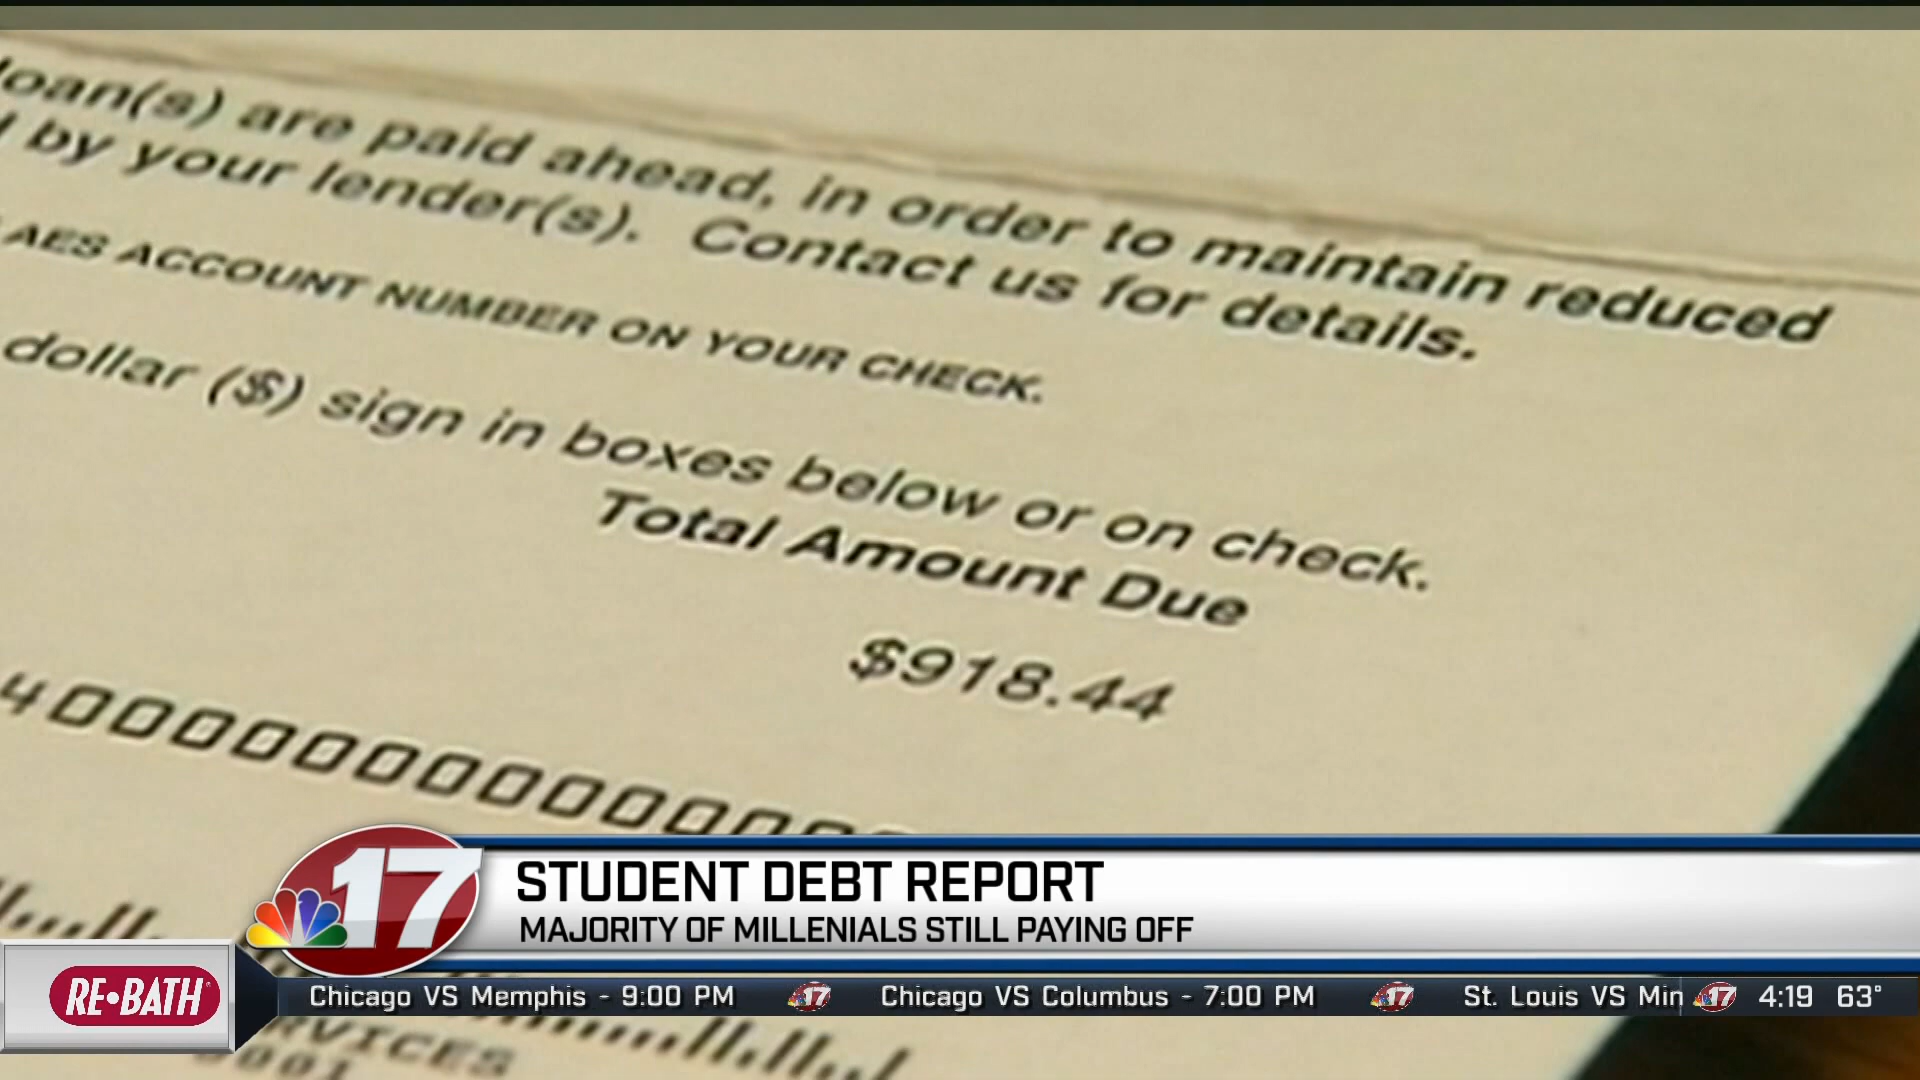 loan(s) are paid ahead, in order to maintain reduced
by your lender(s). Contact us for details.
AES ACCOUNT NUMBER ON YOUR CHECK.
dollar ($) sign in boxes below or on check.
Total Amount Due
$918.44
17
STUDENT DEBT REPORT
MAJORITY OF MILLENIALS STILL PAYING OFF
RE•BATH
Chicago VS Memphis - 9:00 PM 17 Chicago VS Columbus - 7:00 PM 17 St. Louis VS Min 17 4:19 63°